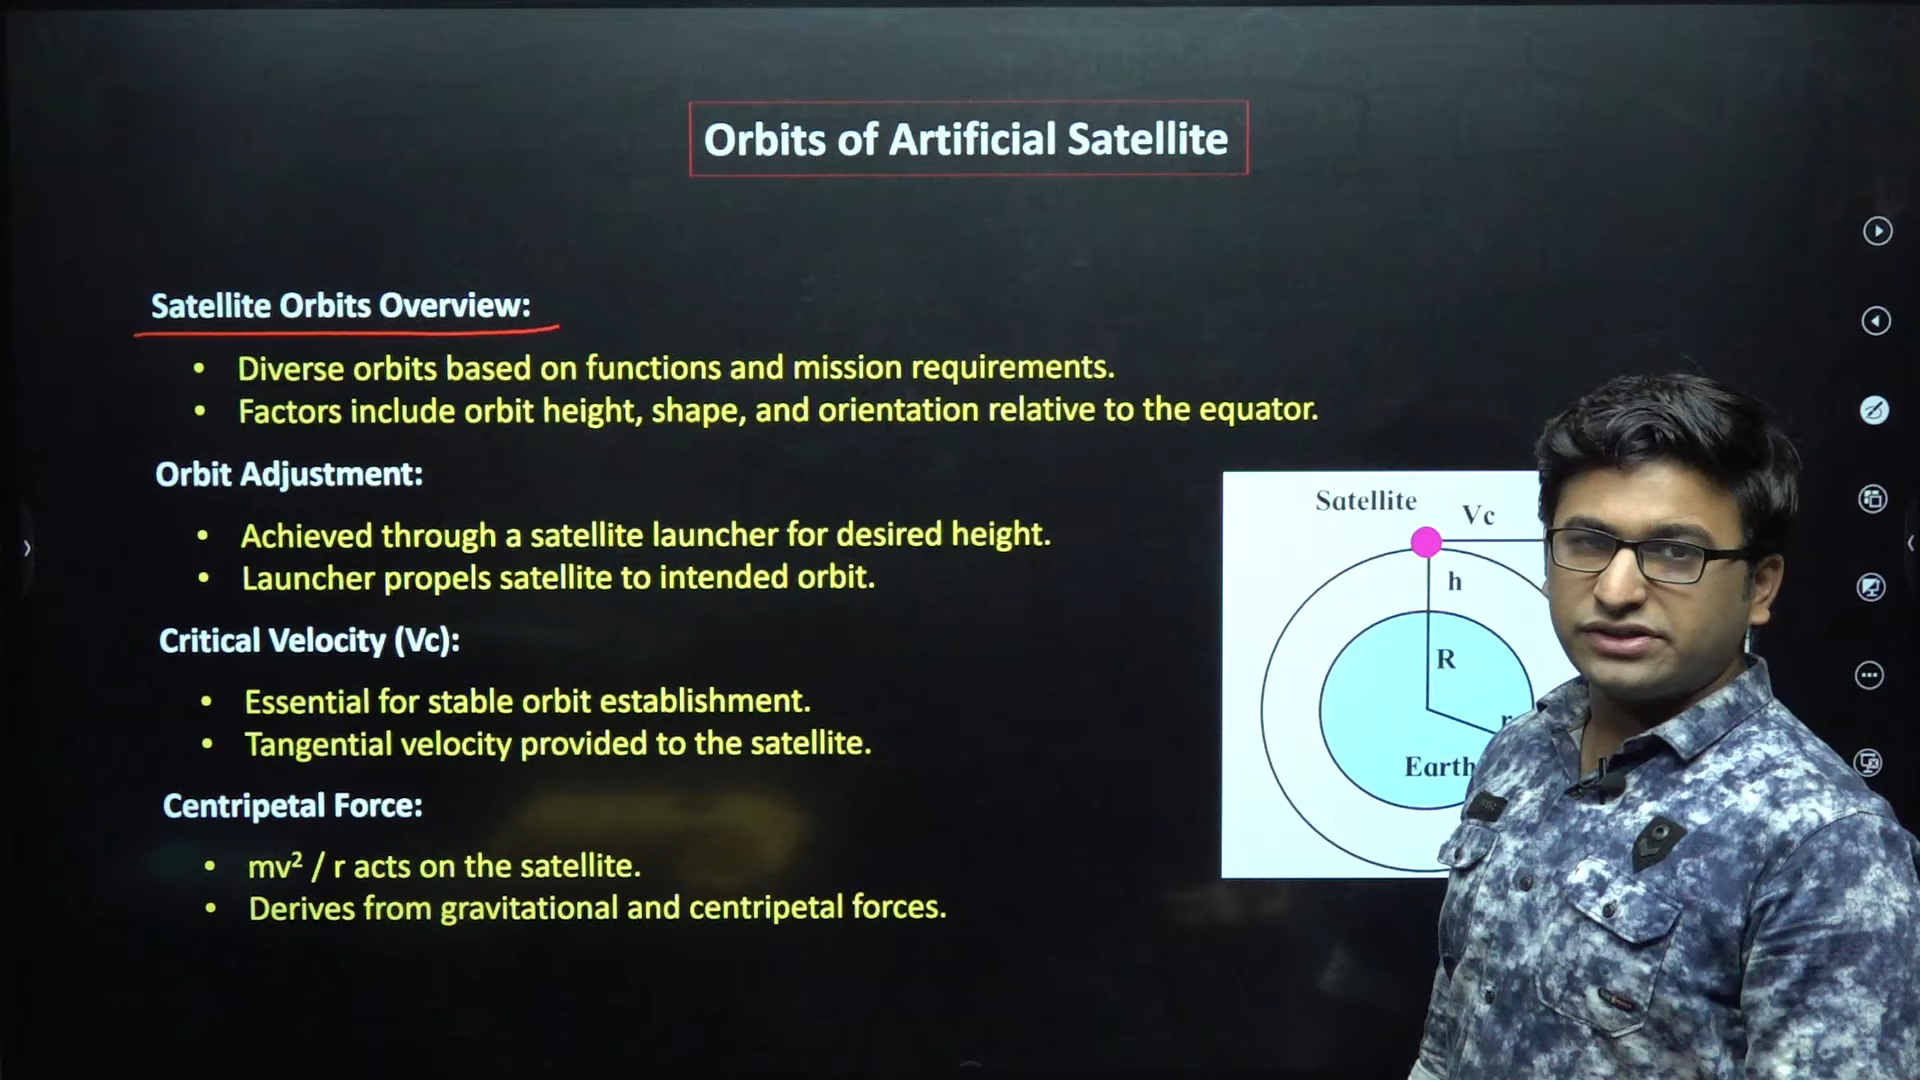 Orbits of Artificial Satellite
Satellite Orbits Overview:
• Diverse orbits based on functions and mission requirements.
• Factors include orbit height, shape, and orientation relative to the equator.
Orbit Adjustment:
• Achieved through a satellite launcher for desired height.
• Launcher propels satellite to intended orbit.
Critical Velocity (Vc):
• Essential for stable orbit establishment.
• Tangential velocity provided to the satellite.
Centripetal Force:
• mv² / r acts on the satellite.
• Derives from gravitational and centripetal forces.
Satellite
Vc
h
R
r
Earth